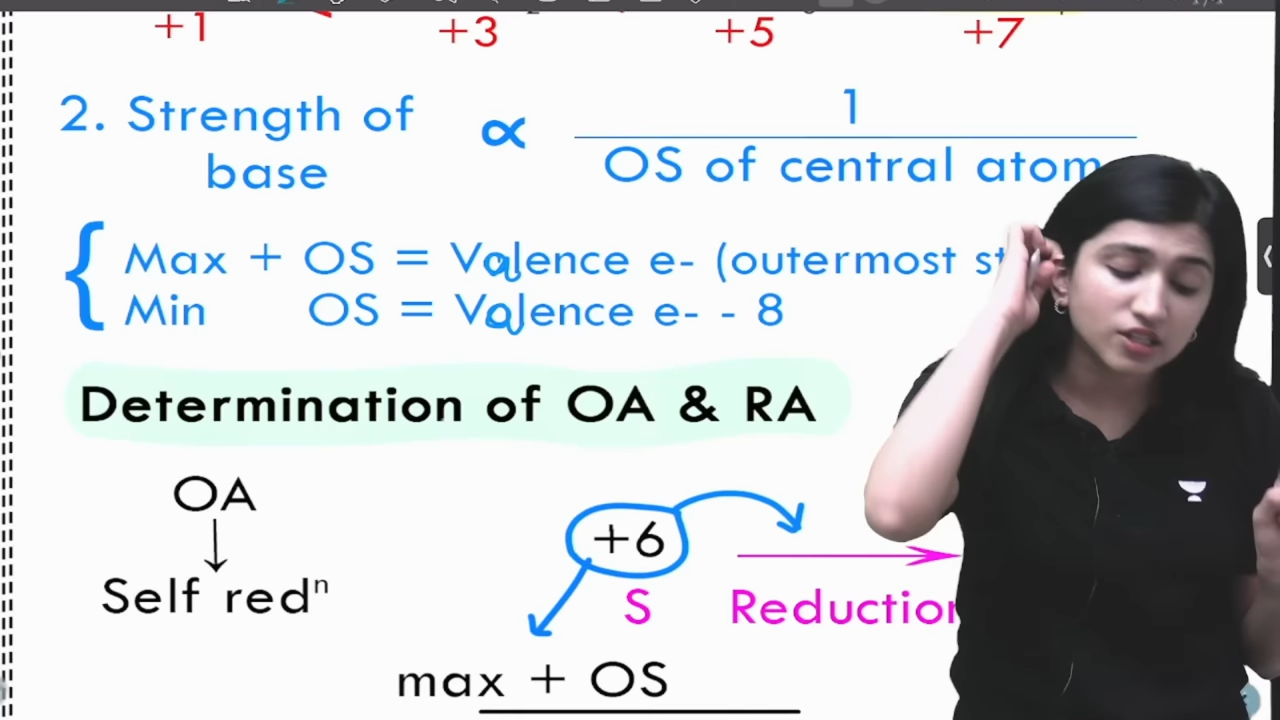 +1 +3 +5 +7
2. Strength of base ∝ 1 / OS of central atom
Max + OS = Valence e- (outermost
Min OS = Valence e- - 8
Determination of OA & RA
OA
↓
Self redⁿ
+6
S
Reduction
max + OS